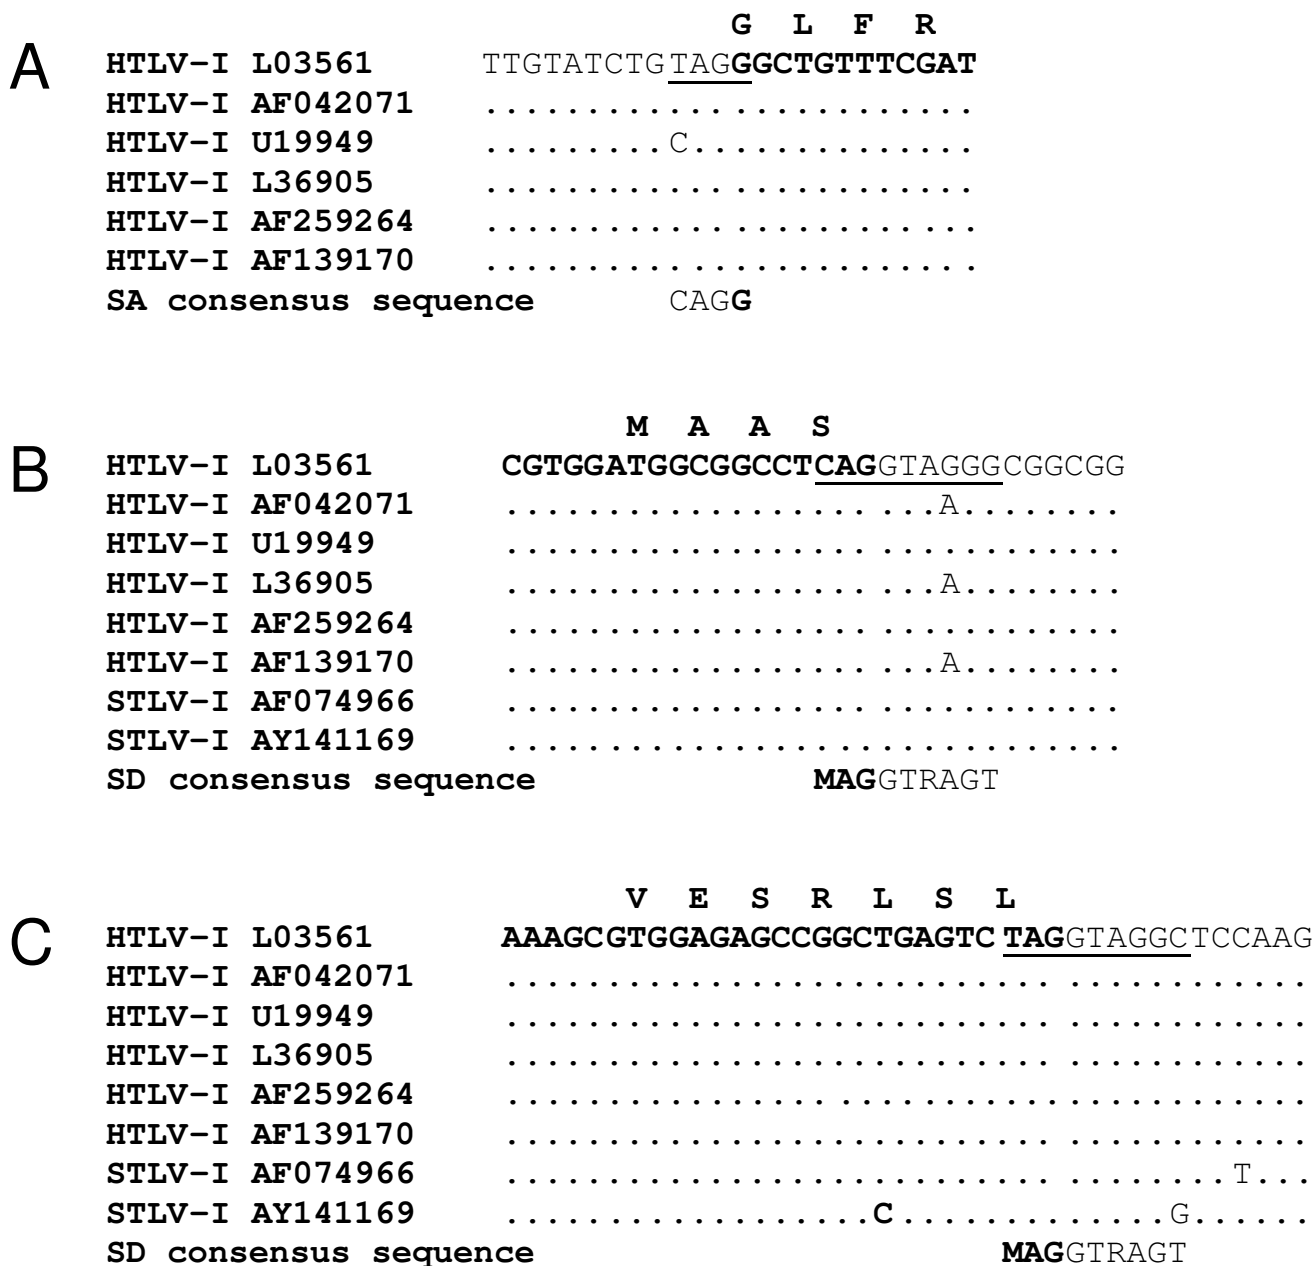 G L F R
A
HTLV-I L03561 TTGTATCTGTAGGGCTGTTTCGAT
HTLV-I AF042071 ........................
HTLV-I U19949 .........C..............
HTLV-I L36905 ........................
HTLV-I AF259264 ........................
HTLV-I AF139170 ........................
SA consensus sequence CAGG
M A A S
B
HTLV-I L03561 CGTGGATGGCGGCCTCAGGTAGGGCGGCGG
HTLV-I AF042071 .....................A........
HTLV-I U19949 ..............................
HTLV-I L36905 .....................A........
HTLV-I AF259264 ..............................
HTLV-I AF139170 .....................A........
STLV-I AF074966 ..............................
STLV-I AY141169 ..............................
SD consensus sequence MAGGTRAGT
V E S R L S L
C
HTLV-I L03561 AAAGCGTGGAGAGCCGGCTGAGTC TAGGTAGGCTCCAAG
HTLV-I AF042071 ........................... ............
HTLV-I U19949 ........................... ............
HTLV-I L36905 ........................... ............
HTLV-I AF259264 .......................................
HTLV-I AF139170 ........................... ............
STLV-I AF074966 ........................... ........T...
STLV-I AY141169 ..................C.............G......
SD consensus sequence MAGGTRAGT